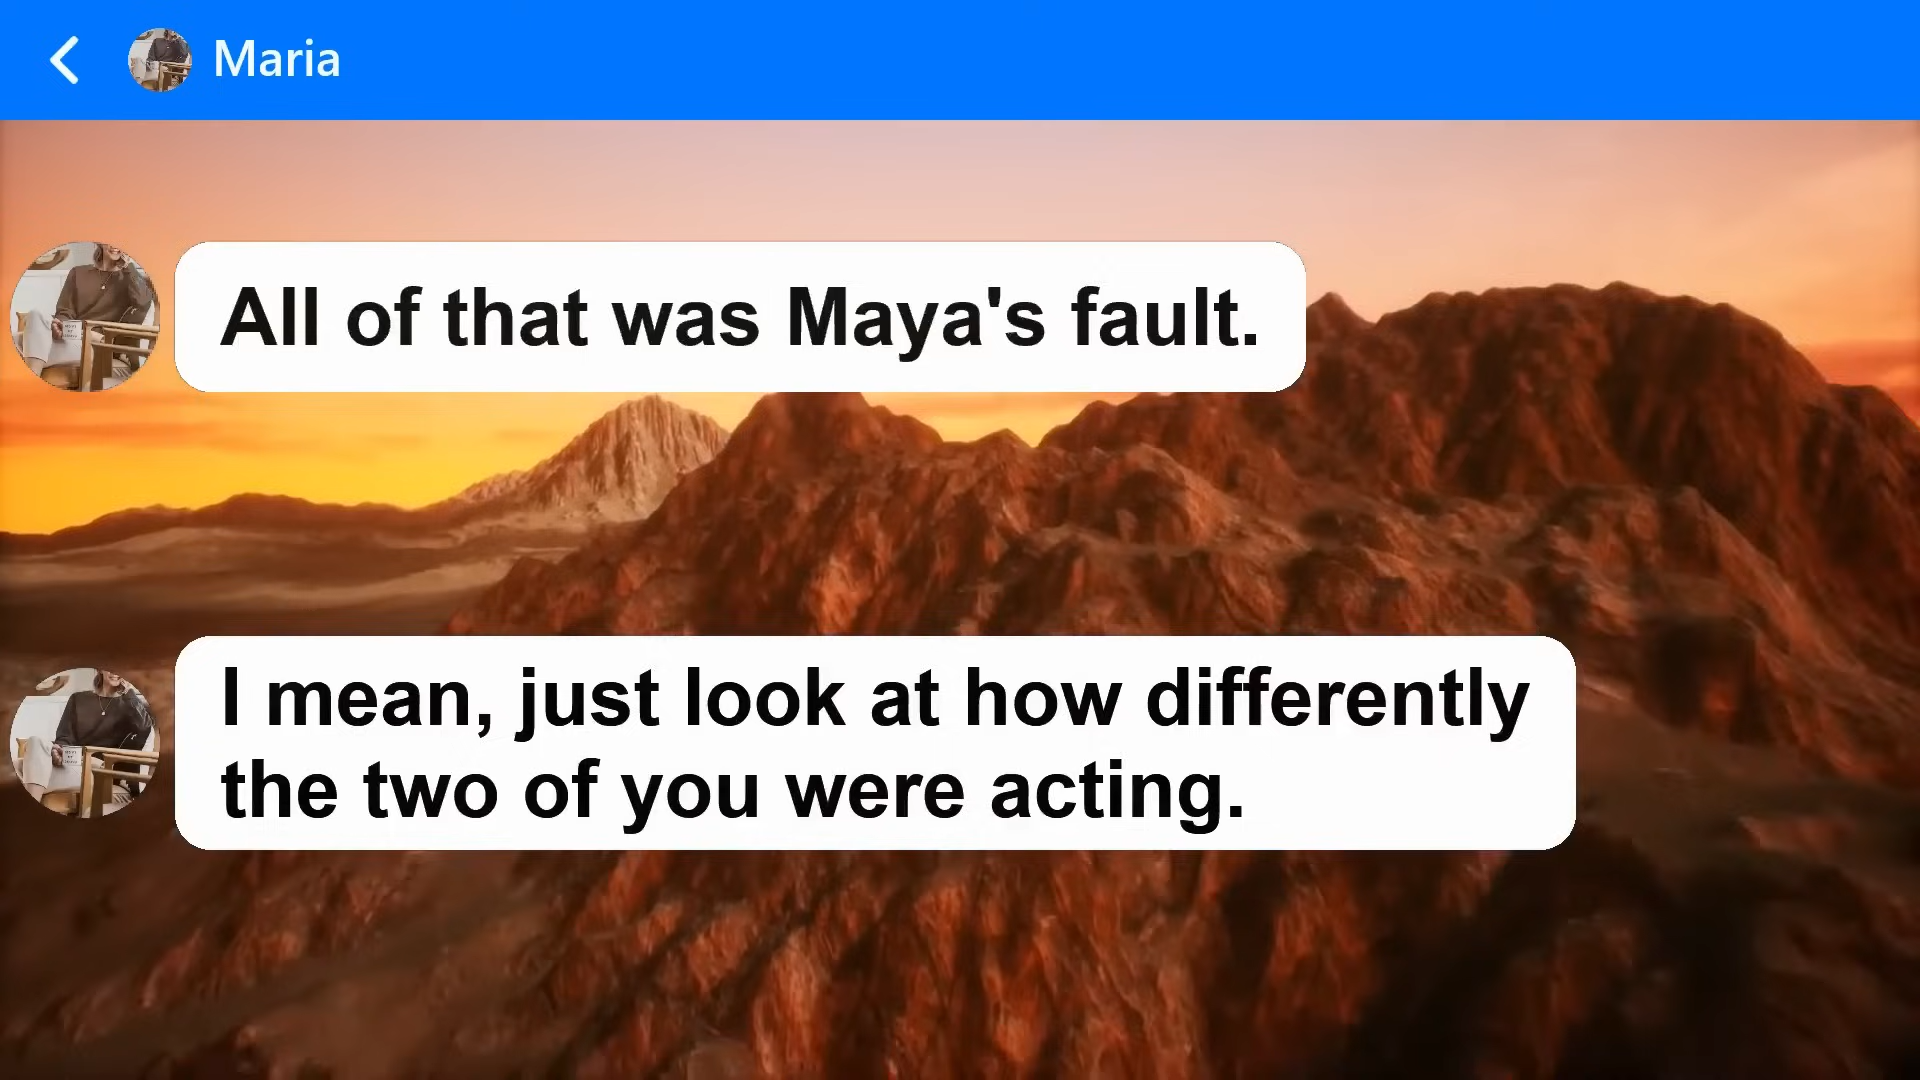 Maria
All of that was Maya's fault.
I mean, just look at how differently
the two of you were acting.